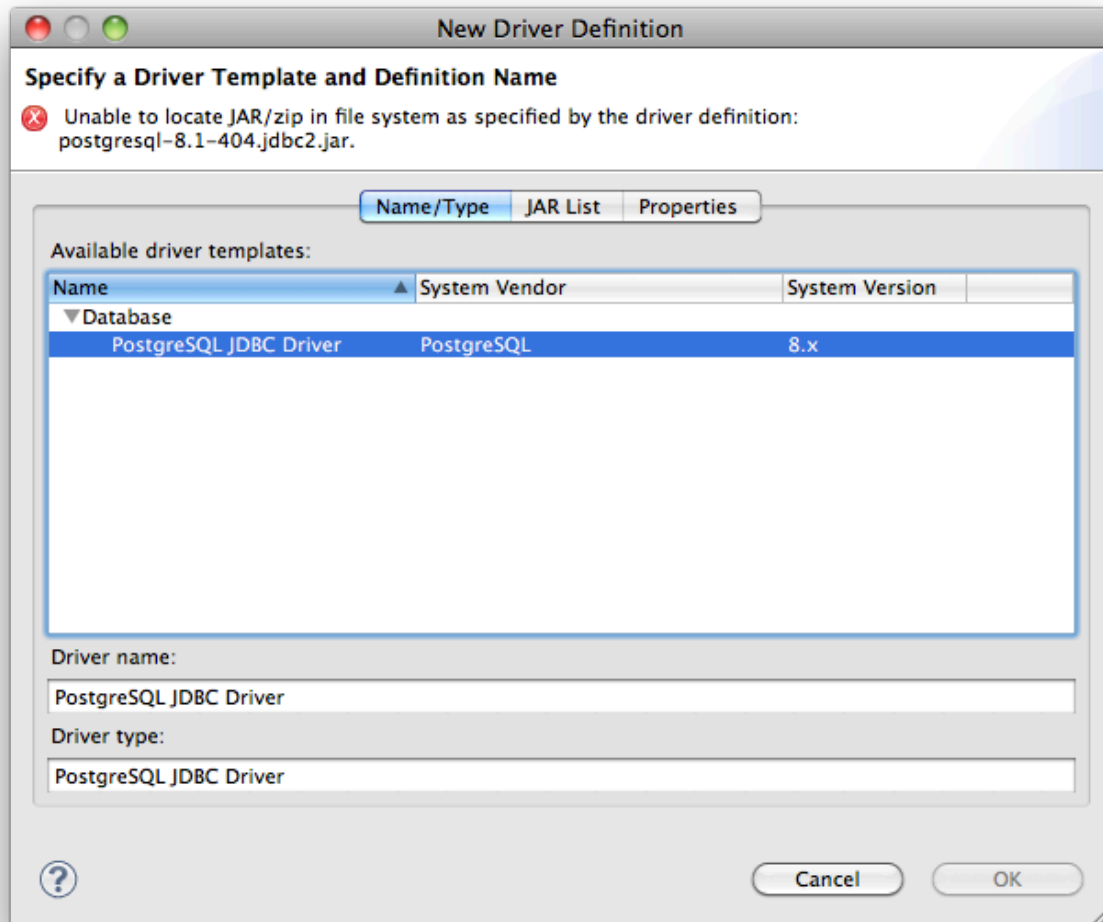 New Driver Definition
Specify a Driver Template and Definition Name
Unable to locate JAR/zip in file system as specified by the driver definition:
postgresql-8.1-404.jdbc2.jar.
Name/Type JAR List Properties
Available driver templates:
Name System Vendor System Version
Database
PostgreSQL JDBC Driver PostgreSQL 8.x
Driver name:
PostgreSQL JDBC Driver
Driver type:
PostgreSQL JDBC Driver
? Cancel OK